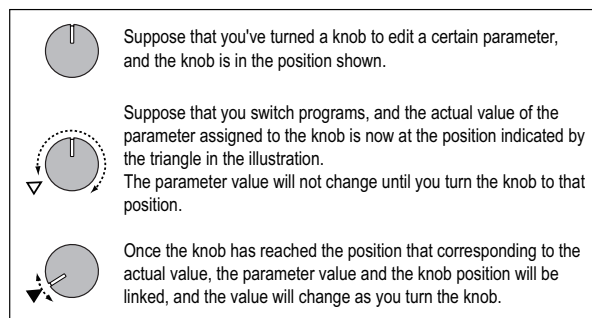 Suppose that you've turned a knob to edit a certain parameter,
and the knob is in the position shown.
Suppose that you switch programs, and the actual value of the
parameter assigned to the knob is now at the position indicated by
the triangle in the illustration.
The parameter value will not change until you turn the knob to that
position.
Once the knob has reached the position that corresponding to the
actual value, the parameter value and the knob position will be
linked, and the value will change as you turn the knob.